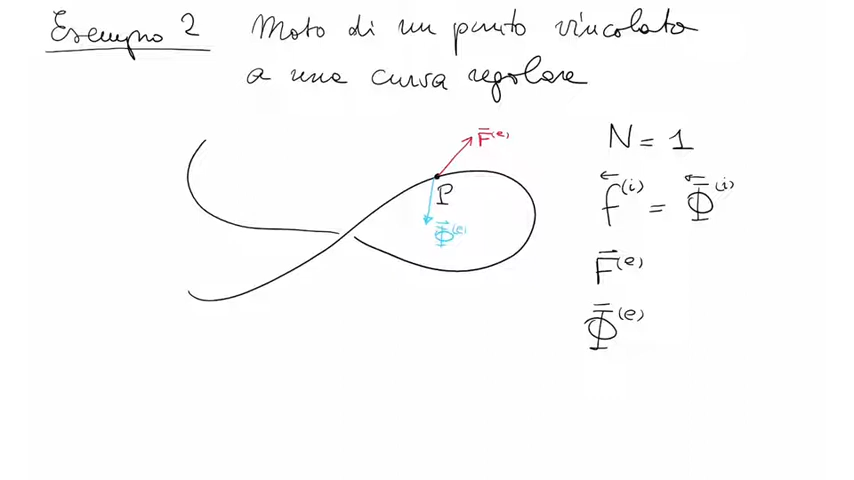 Esempio 2 Moto di un punto vincolato
a una curva regolare
F̅⁽ᵉ⁾
P
Φ̅⁽ᵉ⁾
N = 1
f⃖⁽ⁱ⁾ = Φ⃖⁽ⁱ⁾
F̅⁽ᵉ⁾
Φ̅⁽ᵉ⁾